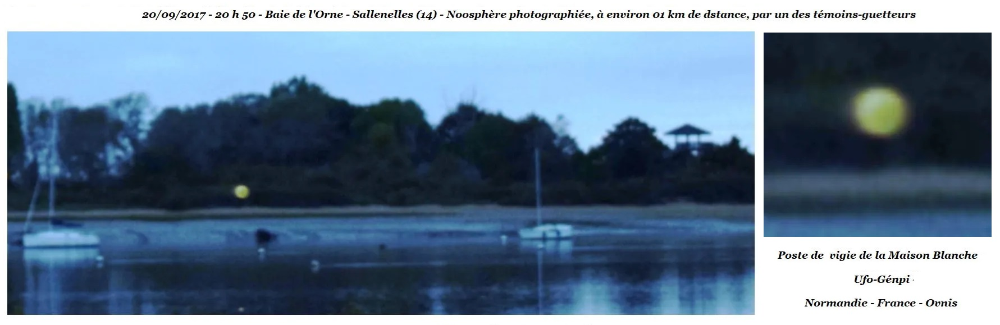 20/09/2017 - 20 h 50 - Baie de l'Orne - Sallenelles (14) - Noosphère photographiée, à environ 01 km de dstance, par un des témoins-guetteurs
Poste de vigie de la Maison Blanche
Ufo-Génpi -
Normandie - France - Ovnis